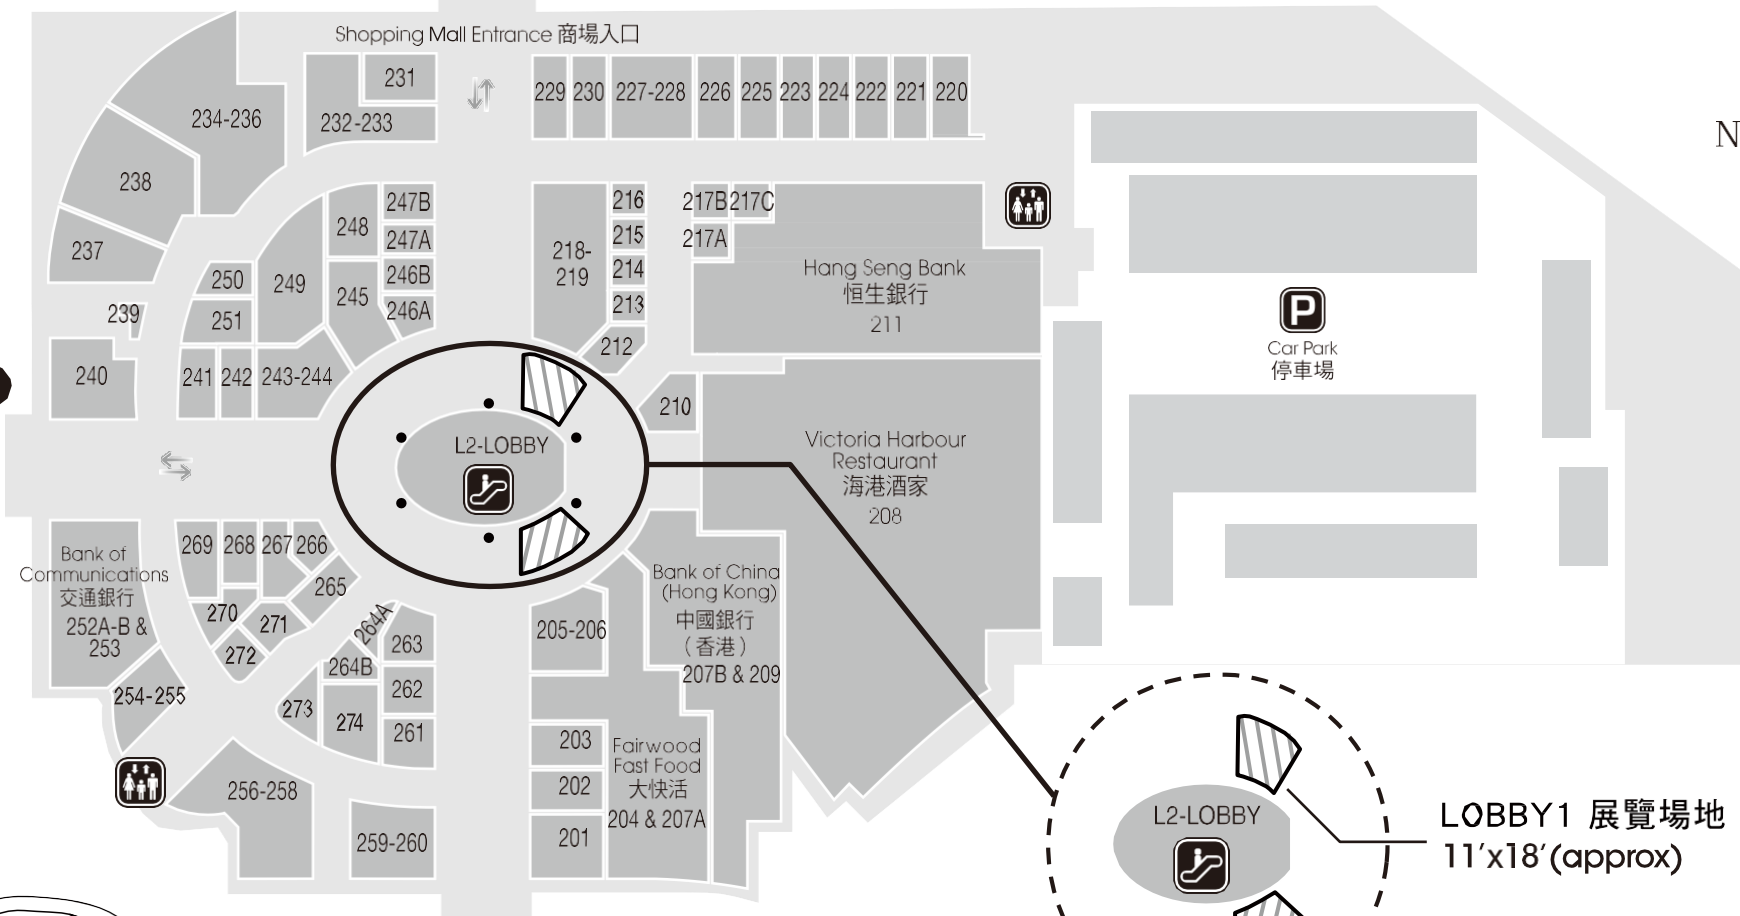 Shopping Mall Entrance 商場入口
231
232-233
234-236
229
230
227-228
226
225
223
224
222
221
220
N
238
237
239
240
247B
247A
248
246B
246A
245
249
250
251
241
242
243-244
218-
219
216
215
214
213
212
217B
217C
217A
Hang Seng Bank
恒生銀行
211
P
Car Park
停車場
210
L2-LOBBY
Victoria Harbour
Restaurant
海港酒家
208
Bank of
Communications
交通銀行
252A-B &
253
269
268
267
266
265
270
271
272
264A
264B
263
262
261
273
274
254-255
256-258
259-260
205-206
Bank of China
(Hong Kong)
中國銀行
(香港)
207B & 209
203
202
201
Fairwood
Fast Food
大快活
204 & 207A
L2-LOBBY
LOBBY1 展覽場地
11'x18'(approx)